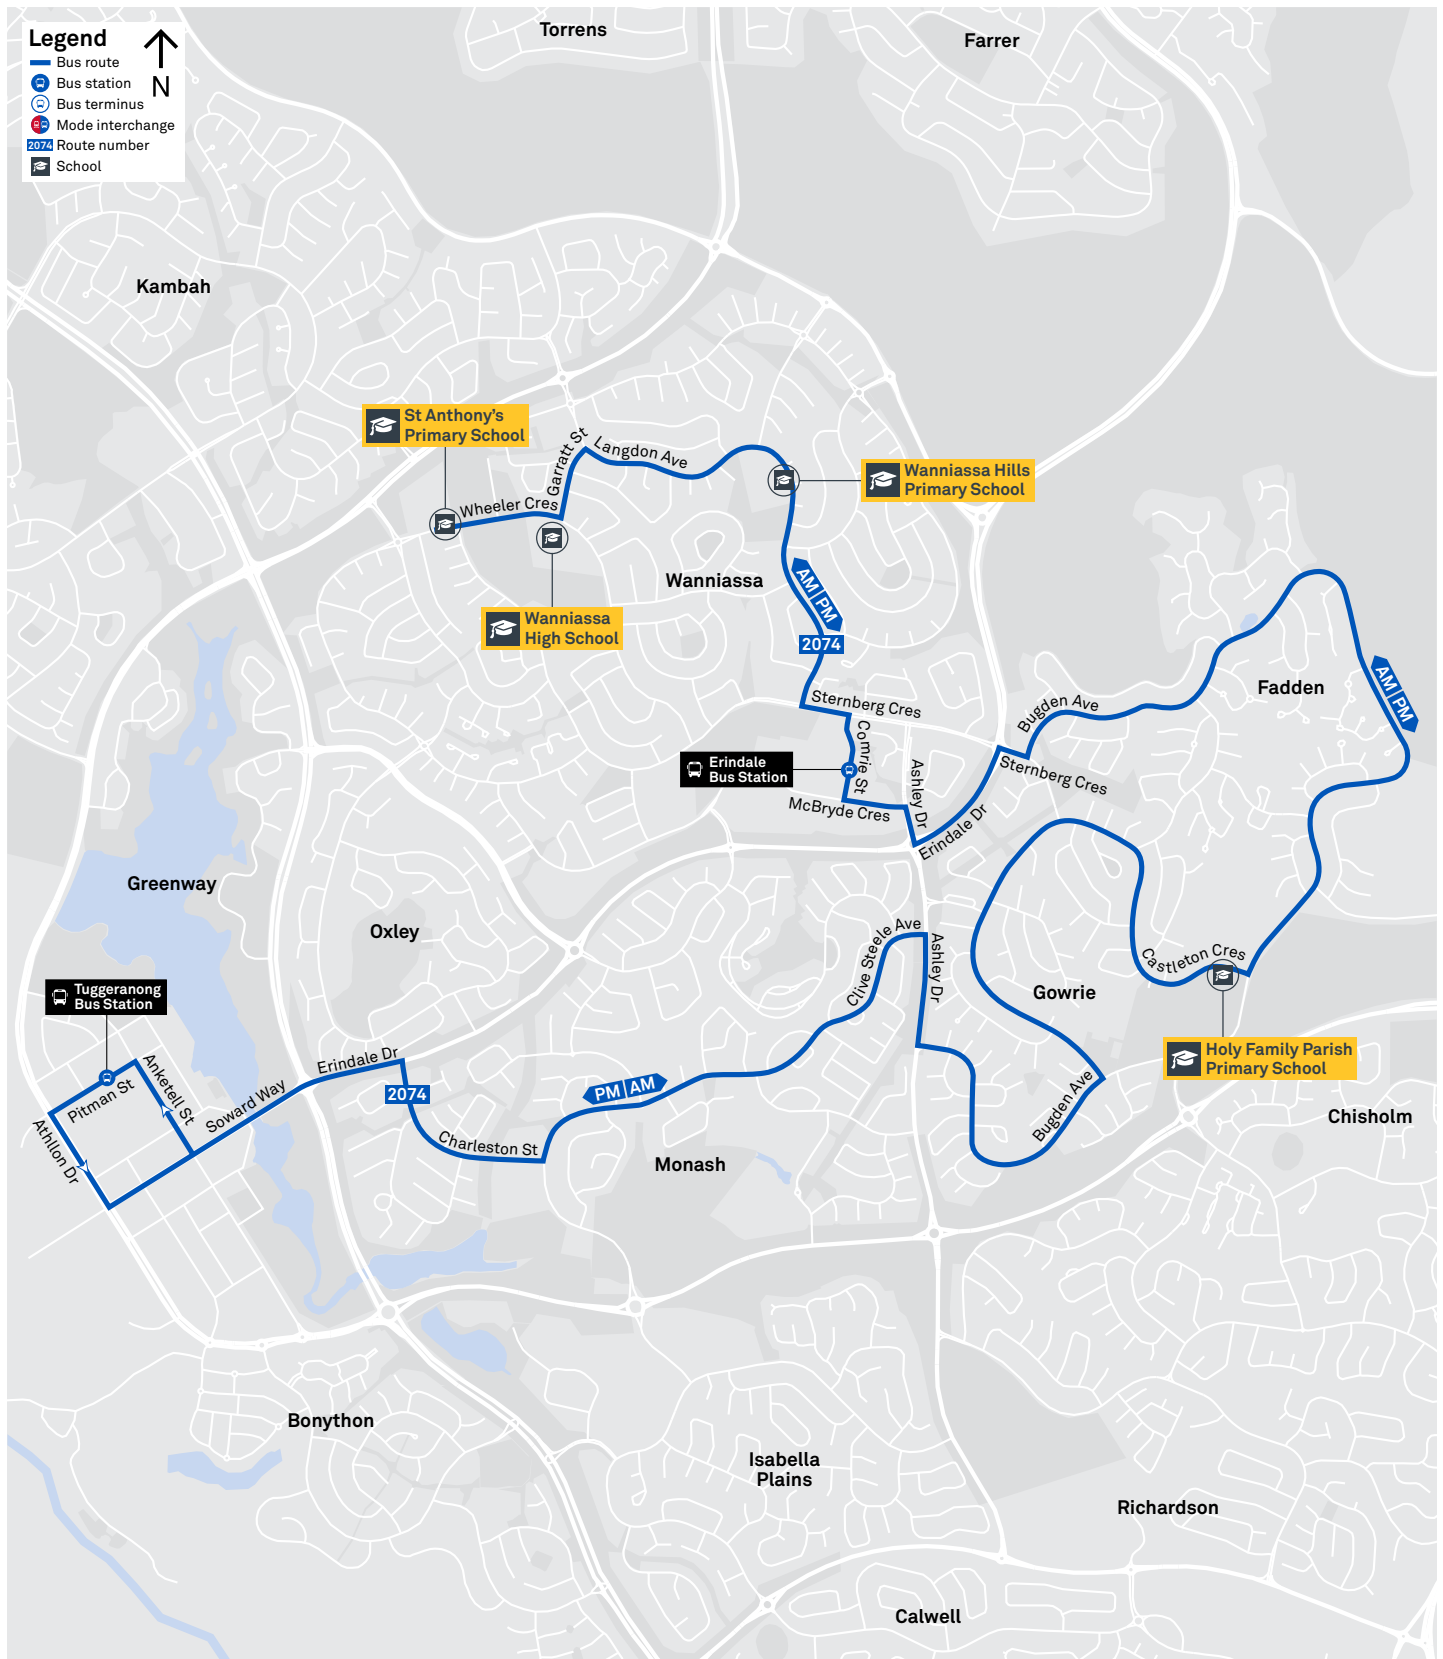 Legend
N
Bus route
Bus station
Bus terminus
Mode interchange
2074 Route number
School
Torrens
Farrer
Kambah
St Anthony's
Primary School
Garratt St
Langdon Ave
Wheeler Cres
Wanniassa Hills
Primary School
Wanniassa
High School
Wanniassa
AM PM
2074
Sternberg Cres
Comrie St
Erindale
Bus Station
McBryde Cres
Ashley Dr
Erindale Dr
Bugden Ave
Sternberg Cres
Fadden
AM PM
Greenway
Oxley
Clive Steele Ave
Ashley Dr
Castleton Cres
Gowrie
Holy Family Parish
Primary School
Tuggeranong
Bus Station
Pitman St
Anketell St
Athllon Dr
Soward Way
Erindale Dr
2074
PM AM
Charleston St
Bugden Ave
Monash
Chisholm
Bonython
Isabella
Plains
Richardson
Calwell